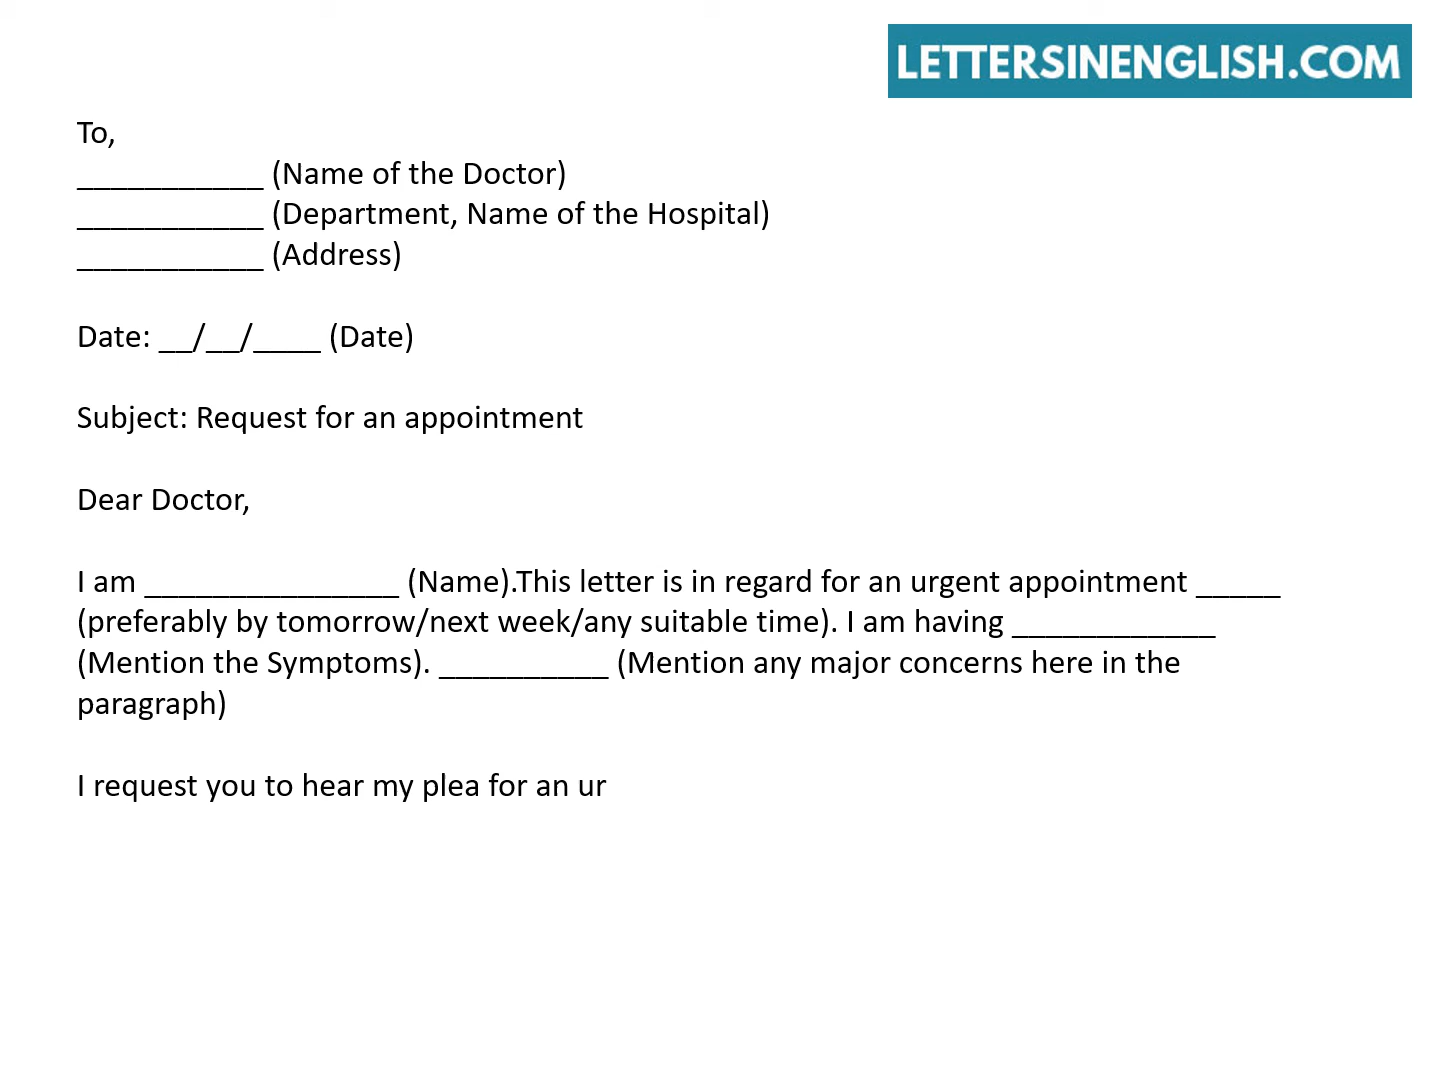 LETTERSINENGLISH.COM
To,
___________ (Name of the Doctor)
___________ (Department, Name of the Hospital)
___________ (Address)
Date: __/__/____ (Date)
Subject: Request for an appointment
Dear Doctor,
I am _______________ (Name).This letter is in regard for an urgent appointment _____
(preferably by tomorrow/next week/any suitable time). I am having ____________
(Mention the Symptoms). __________ (Mention any major concerns here in the
paragraph)
I request you to hear my plea for an ur